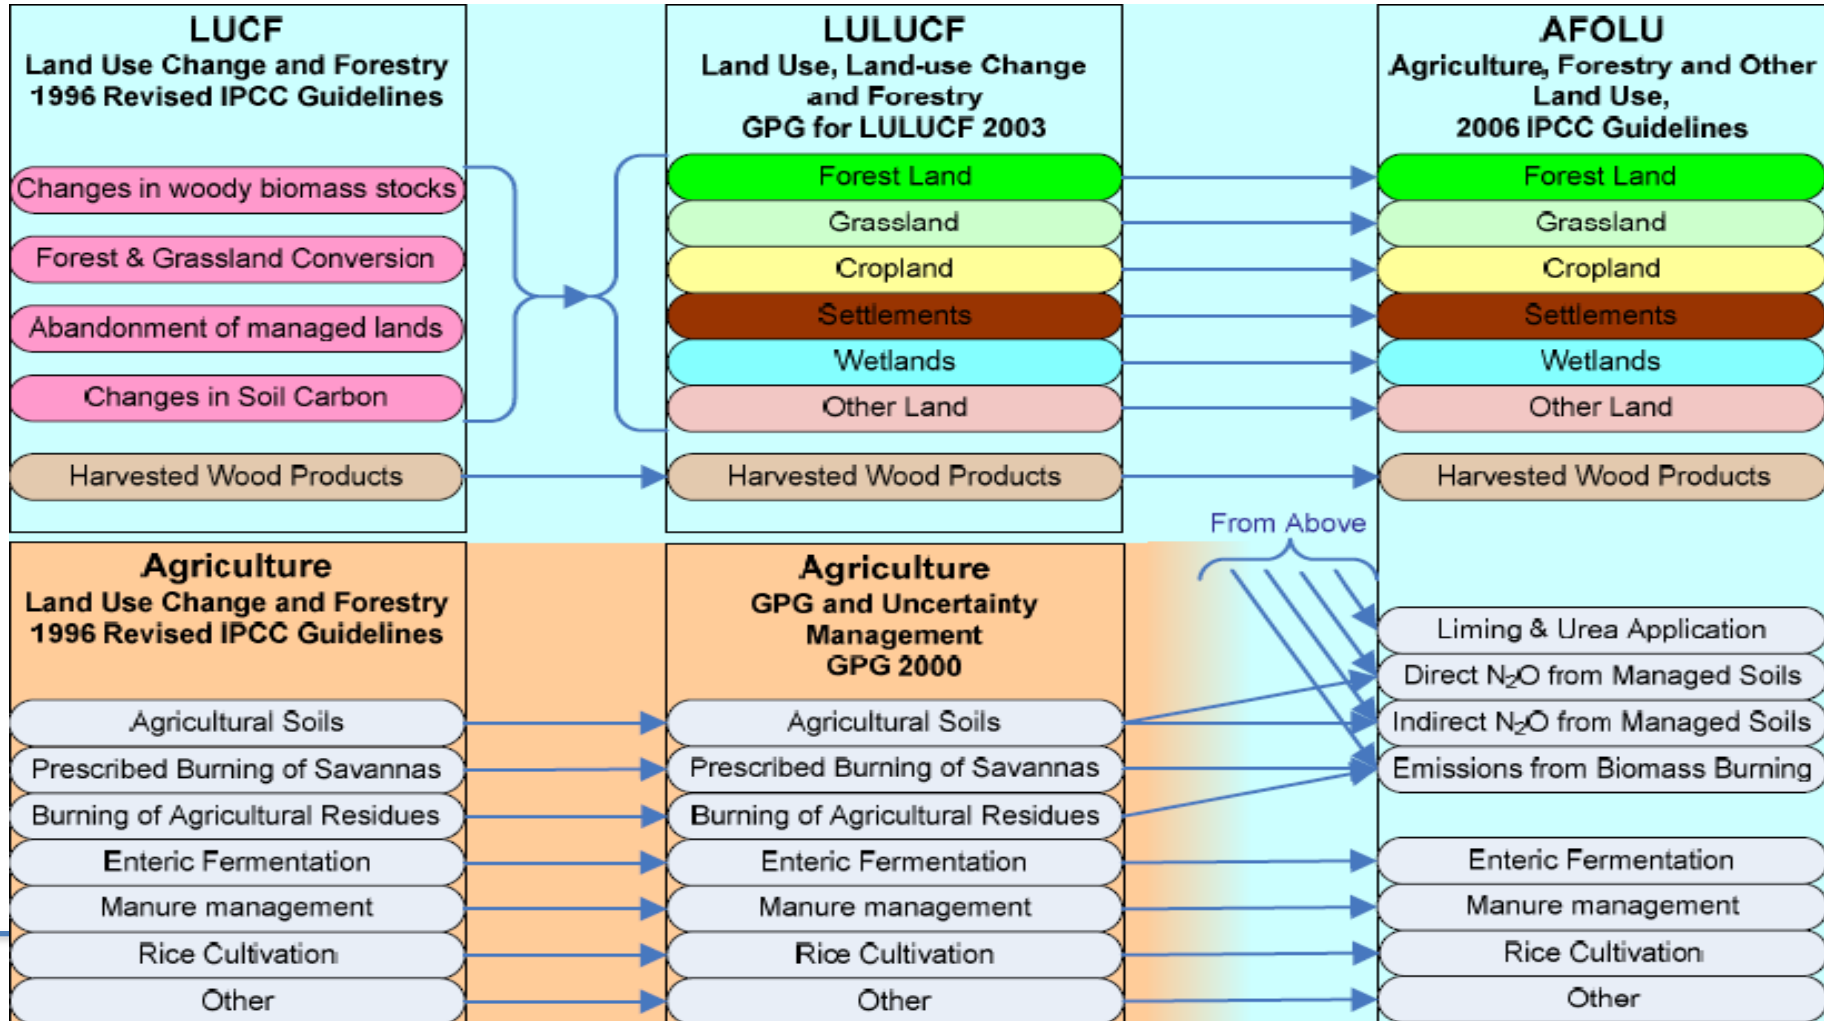 LUCF
Land Use Change and Forestry
1996 Revised IPCC Guidelines
Changes in woody biomass stocks
Forest & Grassland Conversion
Abandonment of managed lands
Changes in Soil Carbon
Harvested Wood Products
LULUCF
Land Use, Land-use Change
and Forestry
GPG for LULUCF 2003
Forest Land
Grassland
Cropland
Settlements
Wetlands
Other Land
Harvested Wood Products
AFOLU
Agriculture, Forestry and Other
Land Use,
2006 IPCC Guidelines
Forest Land
Grassland
Cropland
Settlements
Wetlands
Other Land
Harvested Wood Products
From Above
Agriculture
Land Use Change and Forestry
1996 Revised IPCC Guidelines
Agricultural Soils
Prescribed Burning of Savannas
Burning of Agricultural Residues
Enteric Fermentation
Manure management
Rice Cultivation
Other
Agriculture
GPG and Uncertainty
Management
GPG 2000
Agricultural Soils
Prescribed Burning of Savannas
Burning of Agricultural Residues
Enteric Fermentation
Manure management
Rice Cultivation
Other
Liming & Urea Application
Direct N₂O from Managed Soils
Indirect N₂O from Managed Soils
Emissions from Biomass Burning
Enteric Fermentation
Manure management
Rice Cultivation
Other